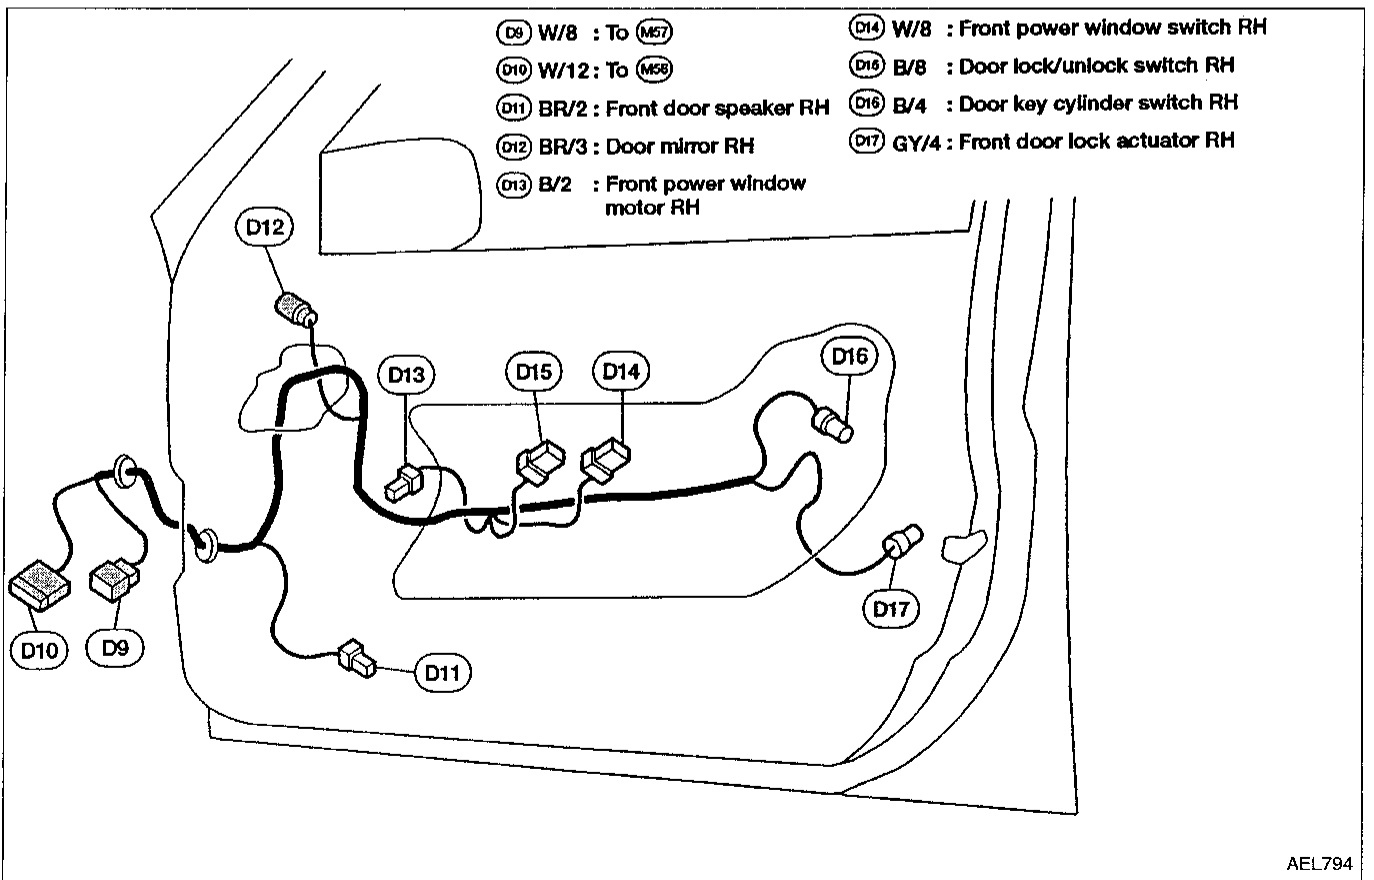 D9 W/8 : To M57
D10 W/12 : To M56
D11 BR/2 : Front door speaker RH
D12 BR/3 : Door mirror RH
D13 B/2 : Front power window
motor RH
D14 W/8 : Front power window switch RH
D15 B/8 : Door lock/unlock switch RH
D16 B/4 : Door key cylinder switch RH
D17 GY/4 : Front door lock actuator RH
D12
D13
D15
D14
D16
D17
D10
D9
D11
AEL794